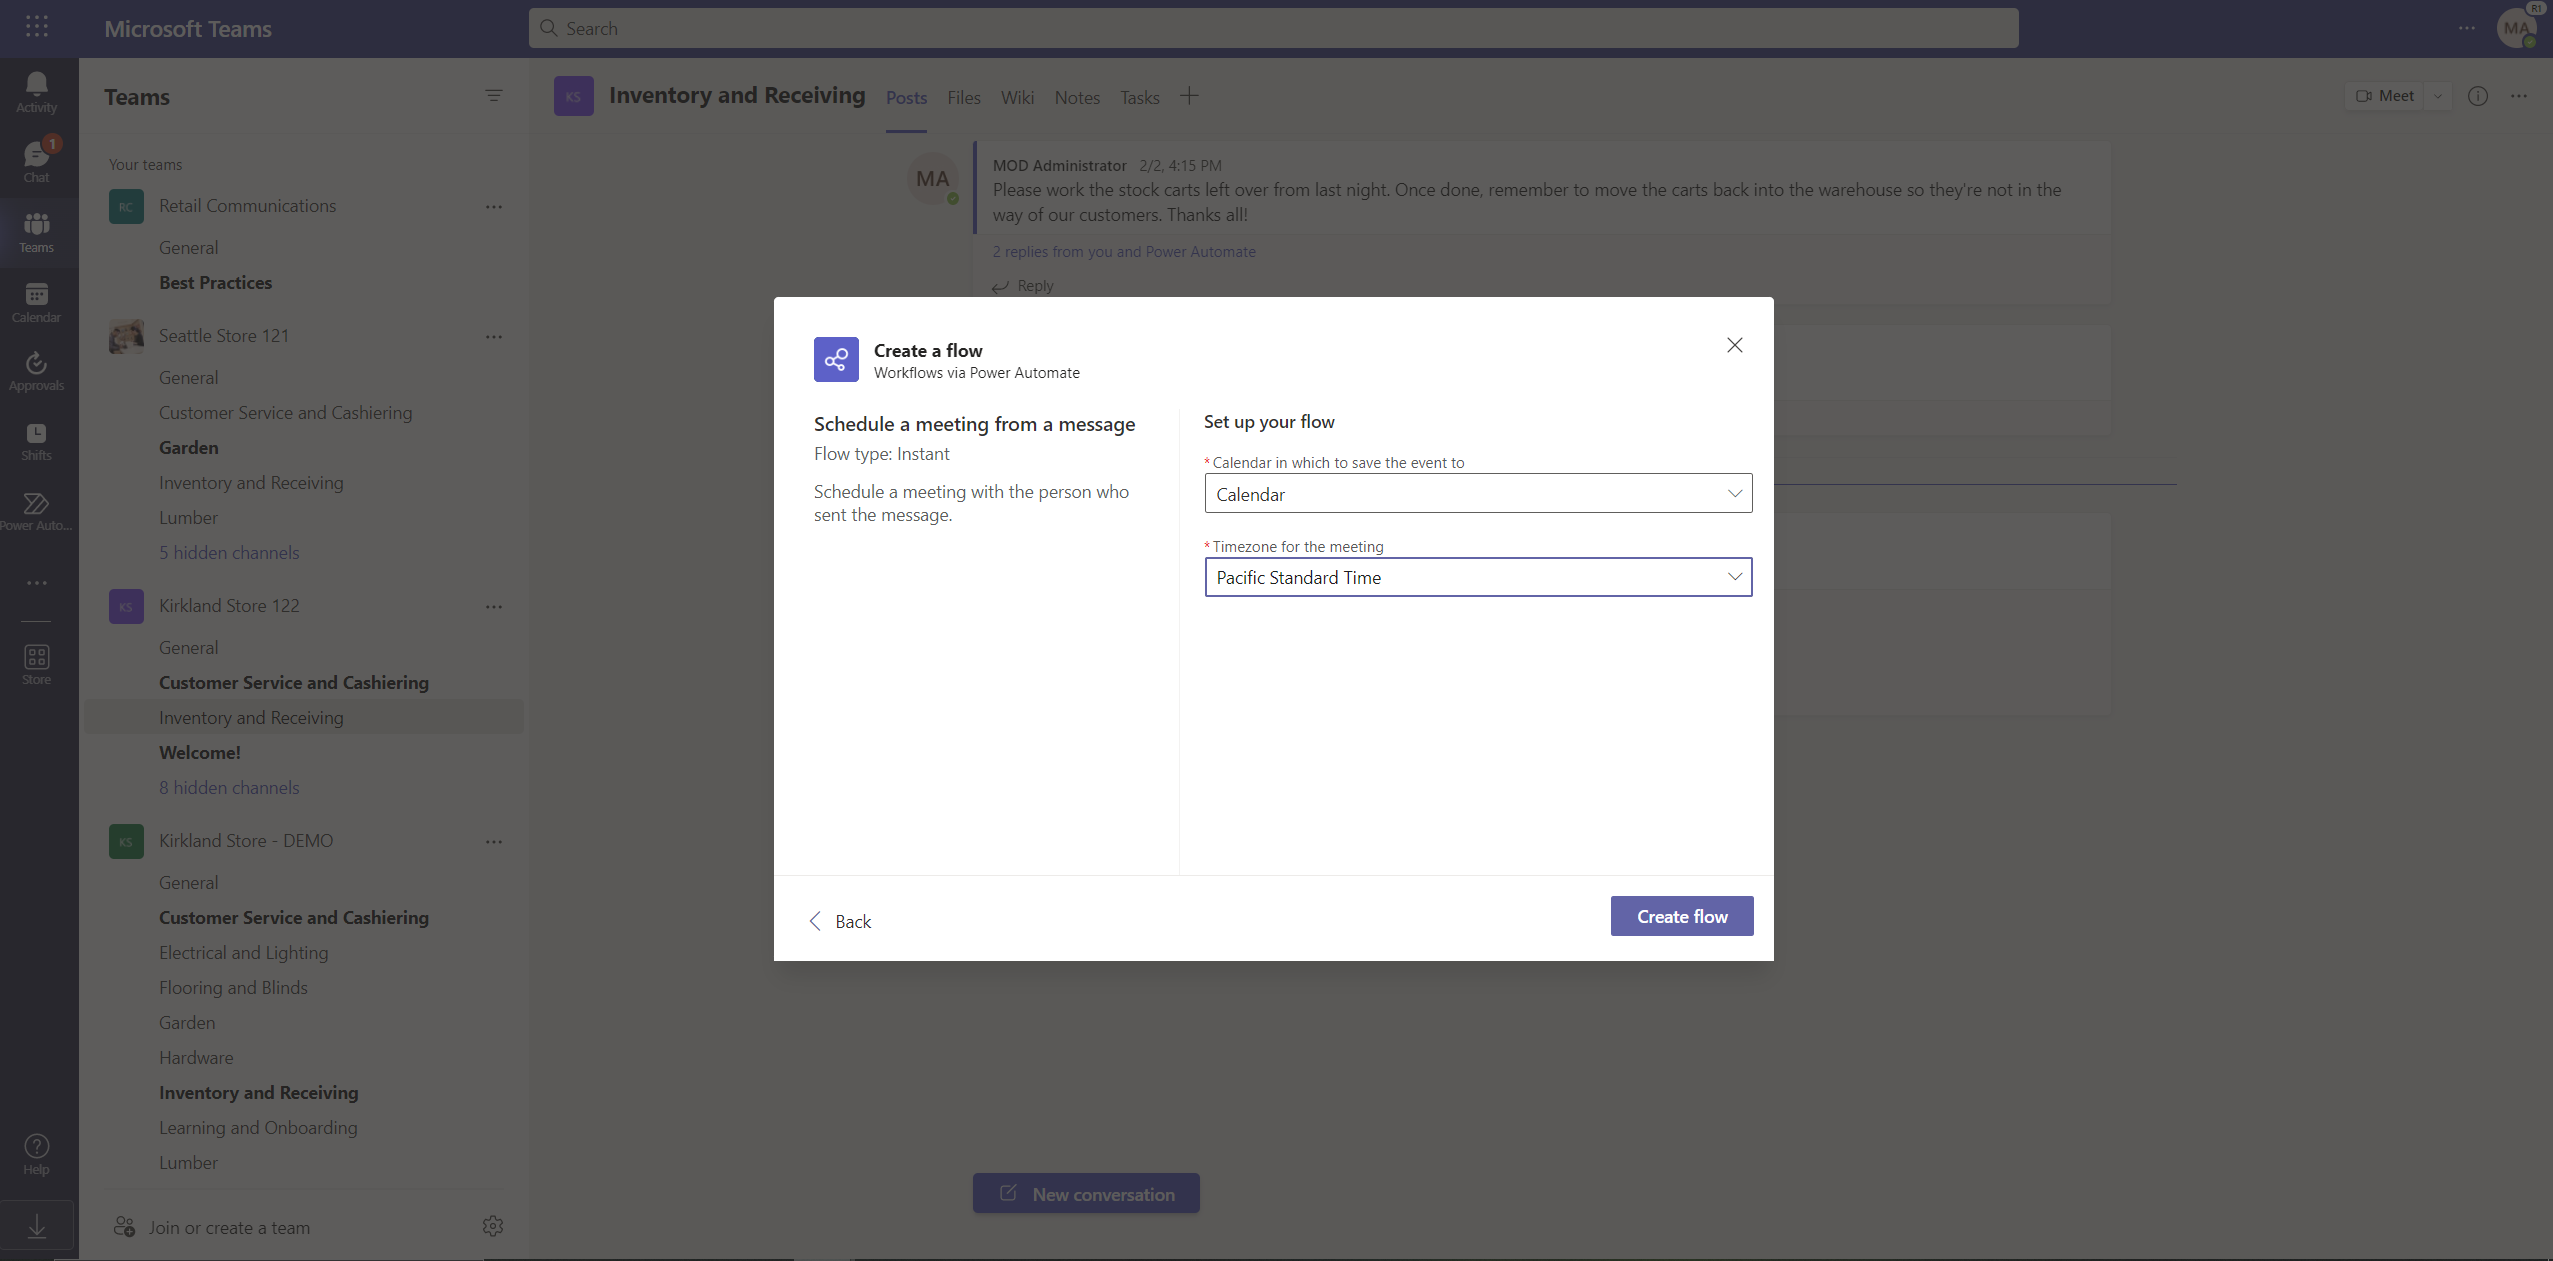 Microsoft Teams
Search
MA
R1
Activity
Chat
1
Teams
Calendar
Approvals
Shifts
Power Auto...
Store
Help
Teams
Your teams
RC
Retail Communications
General
Best Practices
Seattle Store 121
General
Customer Service and Cashiering
Garden
Inventory and Receiving
Lumber
5 hidden channels
KS
Kirkland Store 122
General
Customer Service and Cashiering
Inventory and Receiving
Welcome!
8 hidden channels
KS
Kirkland Store - DEMO
General
Customer Service and Cashiering
Electrical and Lighting
Flooring and Blinds
Garden
Hardware
Inventory and Receiving
Learning and Onboarding
Lumber
Join or create a team
KS
Inventory and Receiving
Posts
Files
Wiki
Notes
Tasks
Meet
MA
MOD Administrator 2/2, 4:15 PM
Please work the stock carts left over from last night. Once done, remember to move the carts back into the warehouse so they're not in the
way of our customers. Thanks all!
2 replies from you and Power Automate
Reply
Create a flow
Workflows via Power Automate
Schedule a meeting from a message
Flow type: Instant
Schedule a meeting with the person who
sent the message.
Set up your flow
* Calendar in which to save the event to
Calendar
* Timezone for the meeting
Pacific Standard Time
Back
Create flow
New conversation